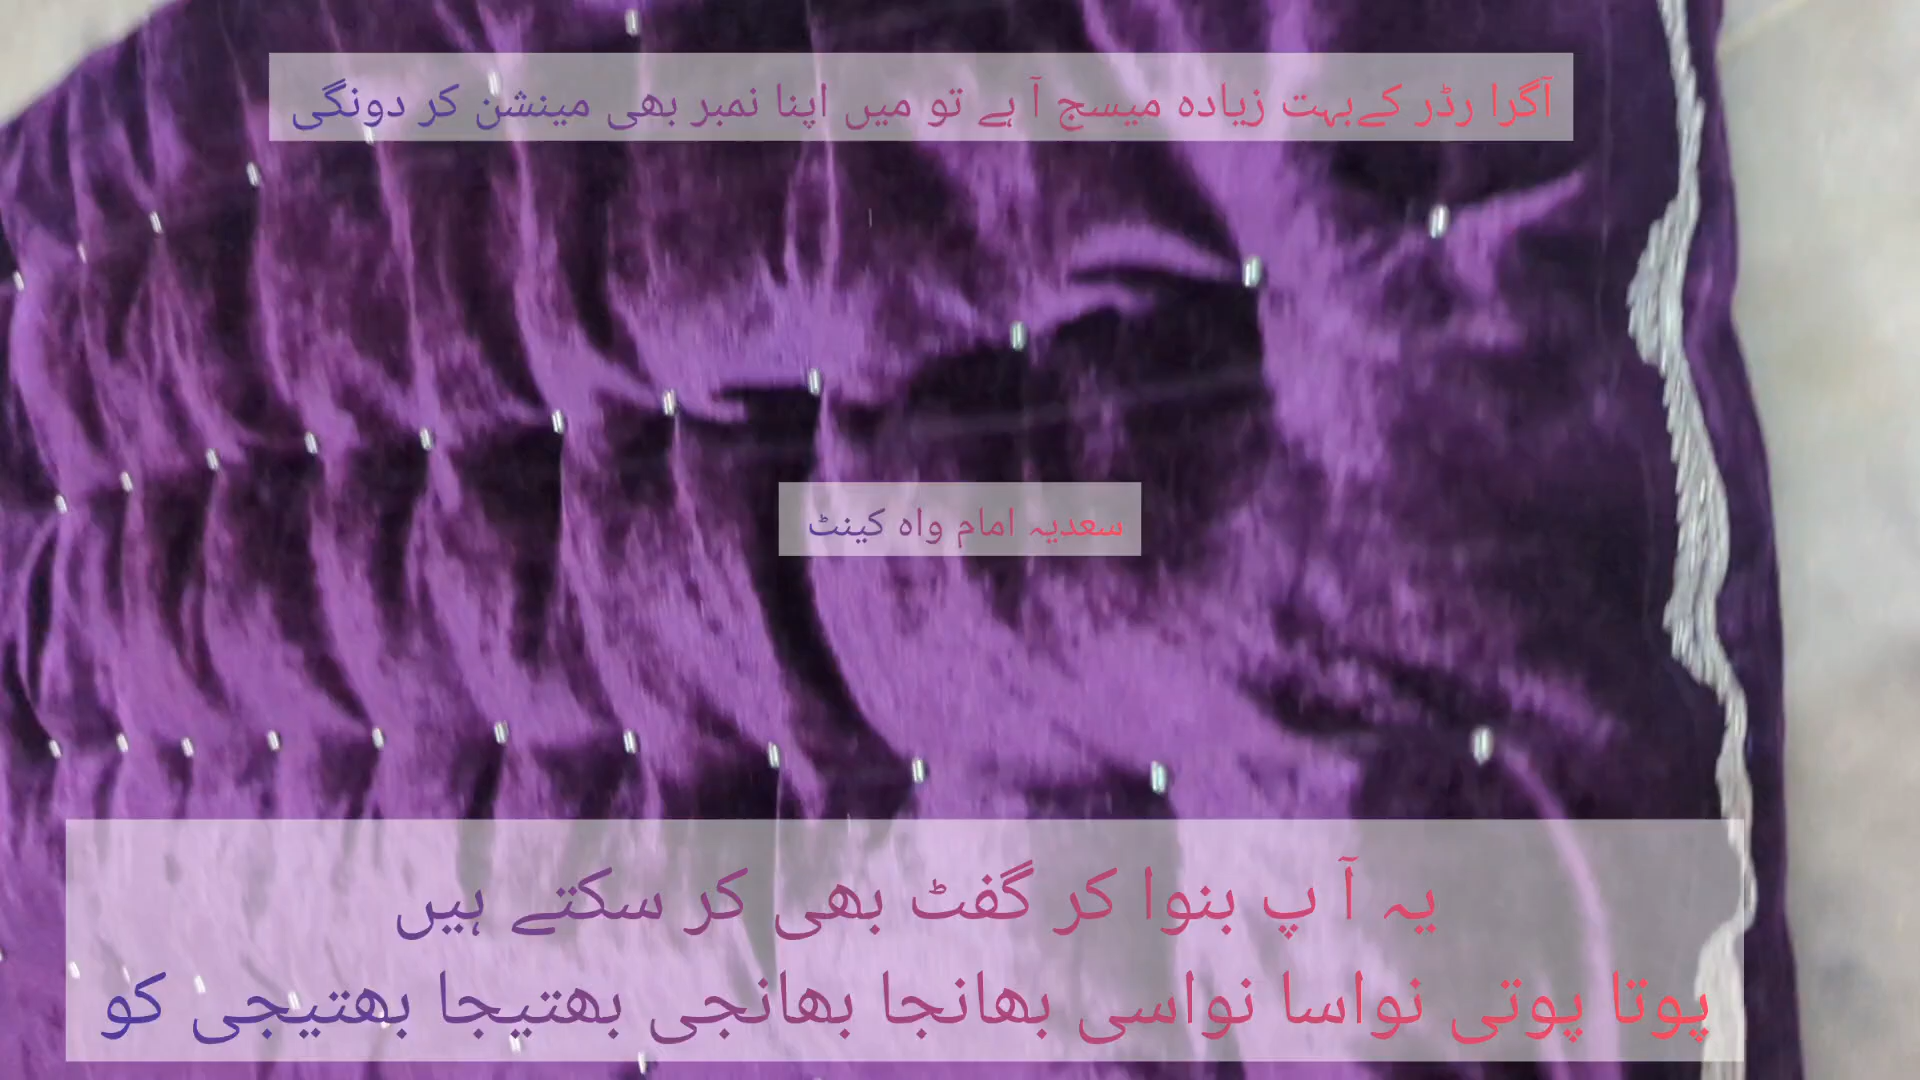 آگرا رڈر کےبہت زیادہ میسج آ ہے تو میں اپنا نمبر بھی مینشن کر دونگی
سعدیہ امام واہ کینٹ
یہ آ پ بنوا کر گفٹ بھی کر سکتے ہیں
پوتا پوتی نواسا نواسی بھانجا بھانجی بھتیجا بھتیجی کو